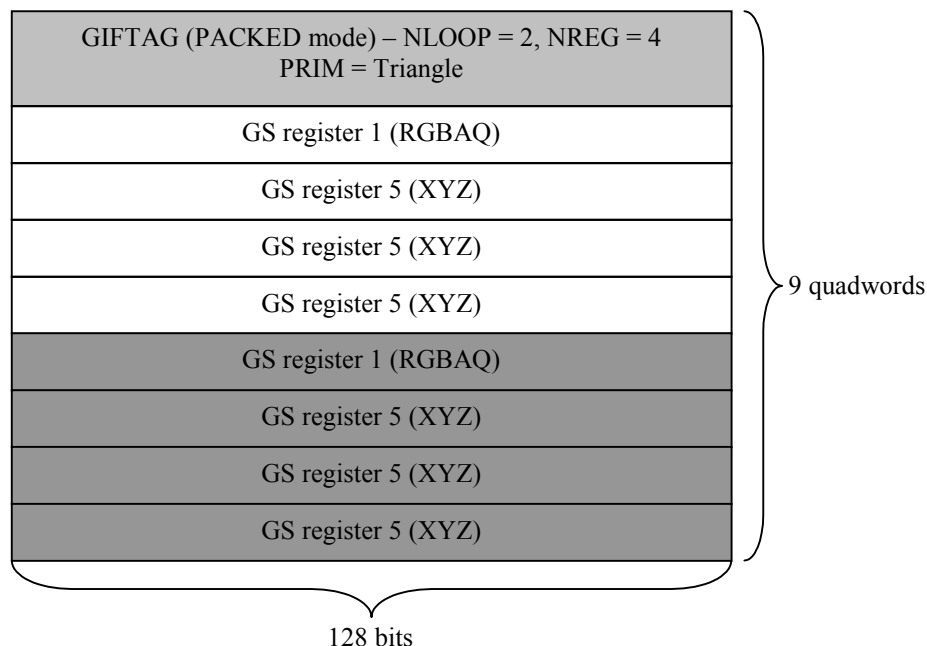 GIFTAG (PACKED mode) – NLOOP = 2, NREG = 4
PRIM = Triangle
GS register 1 (RGBAQ)
GS register 5 (XYZ)
GS register 5 (XYZ)
GS register 5 (XYZ)
GS register 1 (RGBAQ)
GS register 5 (XYZ)
GS register 5 (XYZ)
GS register 5 (XYZ)
9 quadwords
128 bits